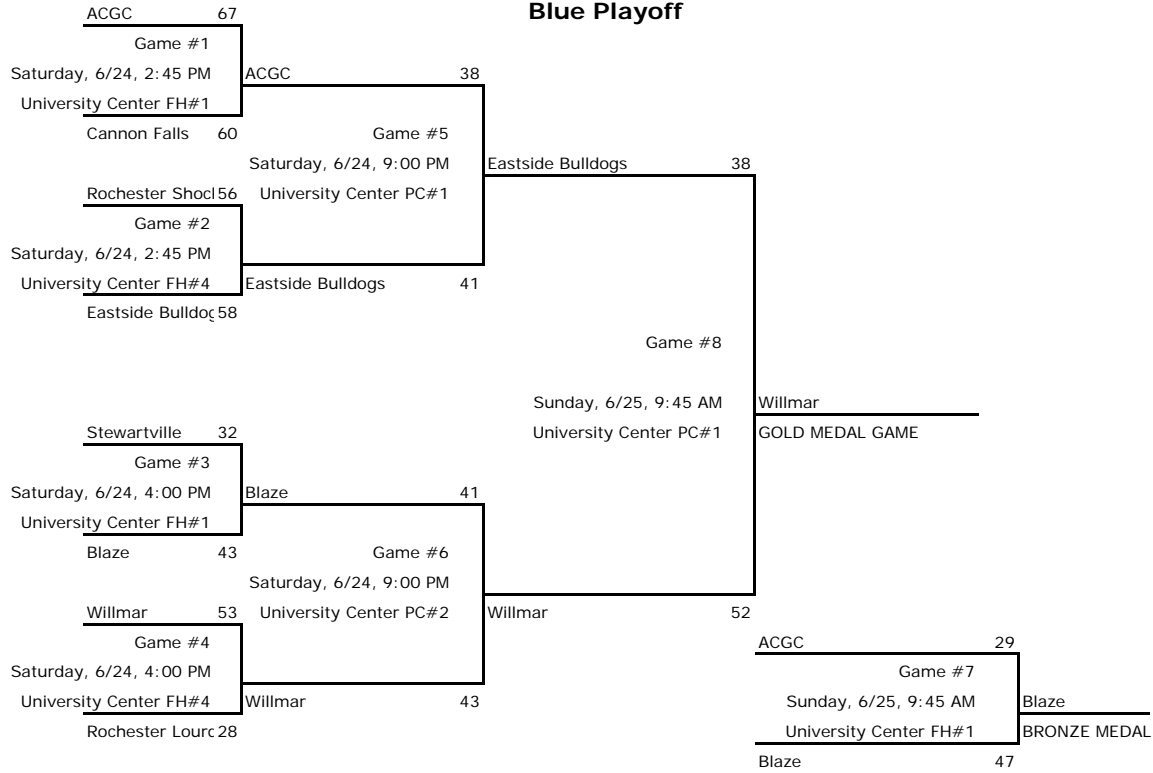 Blue Playoff
ACGC 67
Game #1
Saturday, 6/24, 2:45 PM
University Center FH#1
Cannon Falls 60
Rochester Shocl 56
Game #2
Saturday, 6/24, 2:45 PM
University Center FH#4
Eastside Bulldog 58
ACGC 38
Game #5
Saturday, 6/24, 9:00 PM
University Center PC#1
Eastside Bulldogs 41
Stewartville 32
Game #3
Saturday, 6/24, 4:00 PM
University Center FH#1
Blaze 43
Willmar 53
Game #4
Saturday, 6/24, 4:00 PM
University Center FH#4
Rochester Lourc 28
Blaze 41
Game #6
Saturday, 6/24, 9:00 PM
University Center PC#2
Willmar 43
Eastside Bulldogs 38
Game #8
Sunday, 6/25, 9:45 AM
University Center PC#1
Willmar 52
Willmar
GOLD MEDAL GAME
ACGC 29
Game #7
Sunday, 6/25, 9:45 AM
University Center FH#1
Blaze 47
Blaze
BRONZE MEDAL